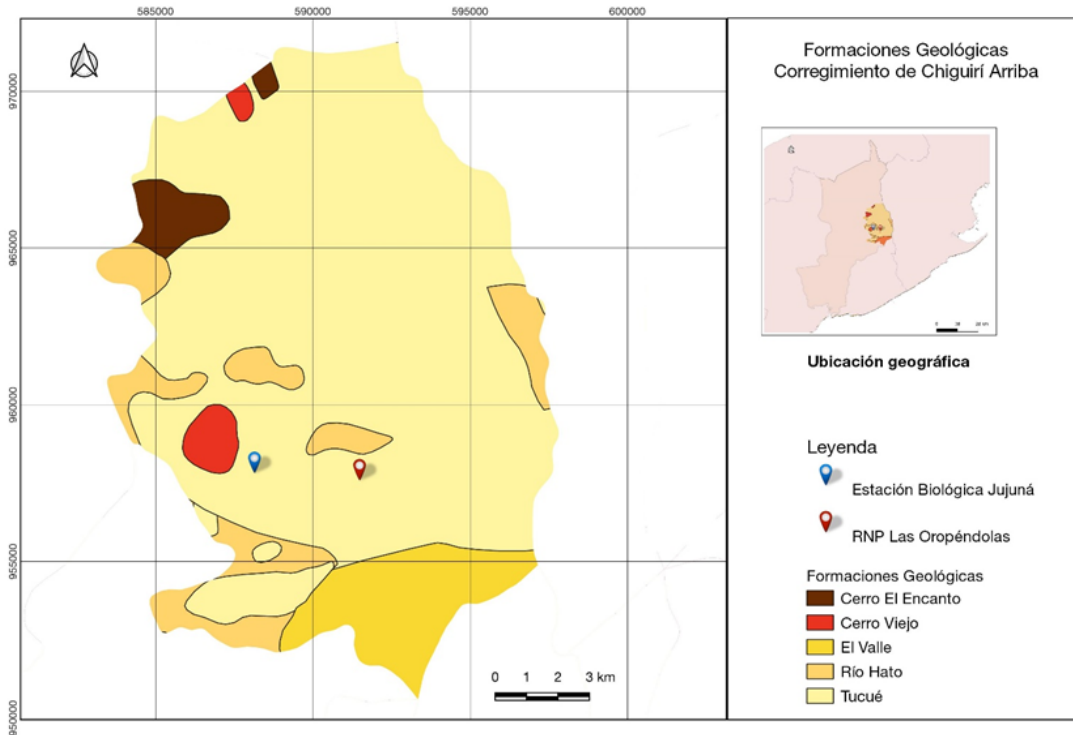 585000
590000
595000
600000
970000
965000
960000
955000
950000
0 1 2 3 km
Formaciones Geológicas
Corregimiento de Chiguirí Arriba
Ubicación geográfica
Leyenda
Estación Biológica Jujuná
RNP Las Oropéndolas
Formaciones Geológicas
Cerro El Encanto
Cerro Viejo
El Valle
Río Hato
Tucué